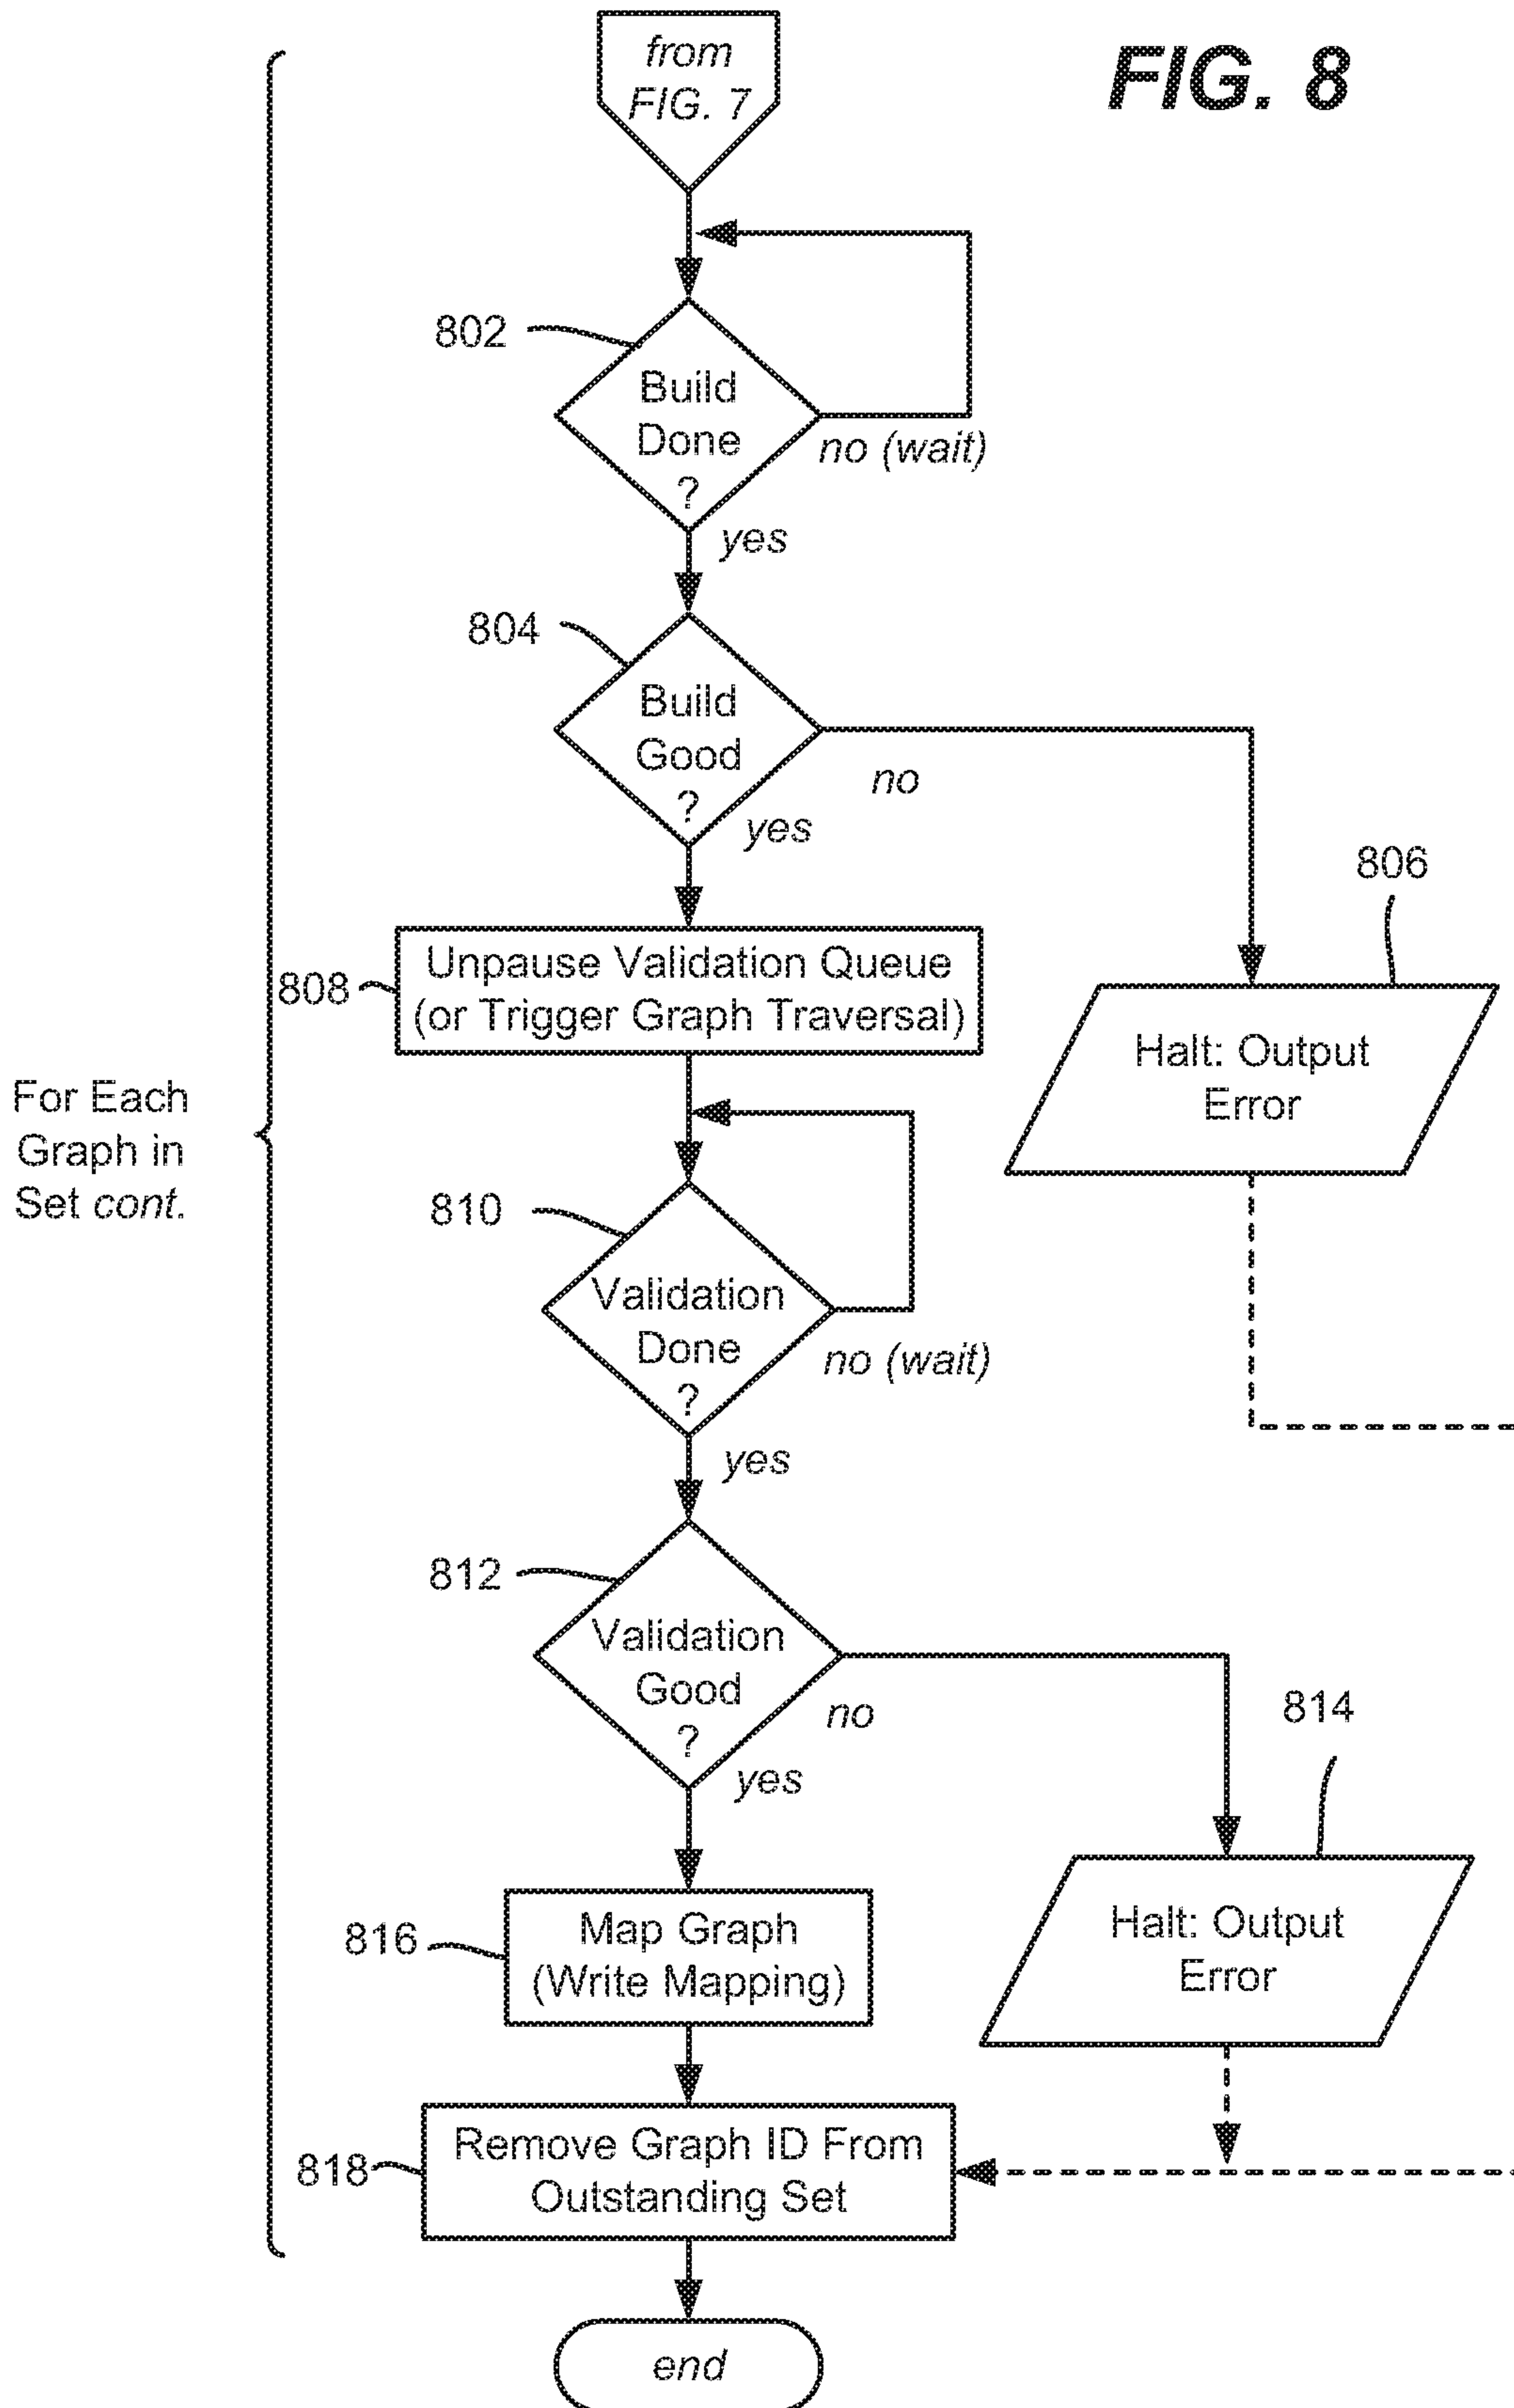 from
FIG. 7
FIG. 8
802
Build
Done
?
no (wait)
yes
804
Build
Good
?
no
yes
806
808
Unpause Validation Queue
(or Trigger Graph Traversal)
Halt: Output
Error
For Each
Graph in
Set cont.
810
Validation
Done
?
no (wait)
yes
812
Validation
Good
?
no
yes
814
816
Map Graph
(Write Mapping)
Halt: Output
Error
818
Remove Graph ID From
Outstanding Set
end